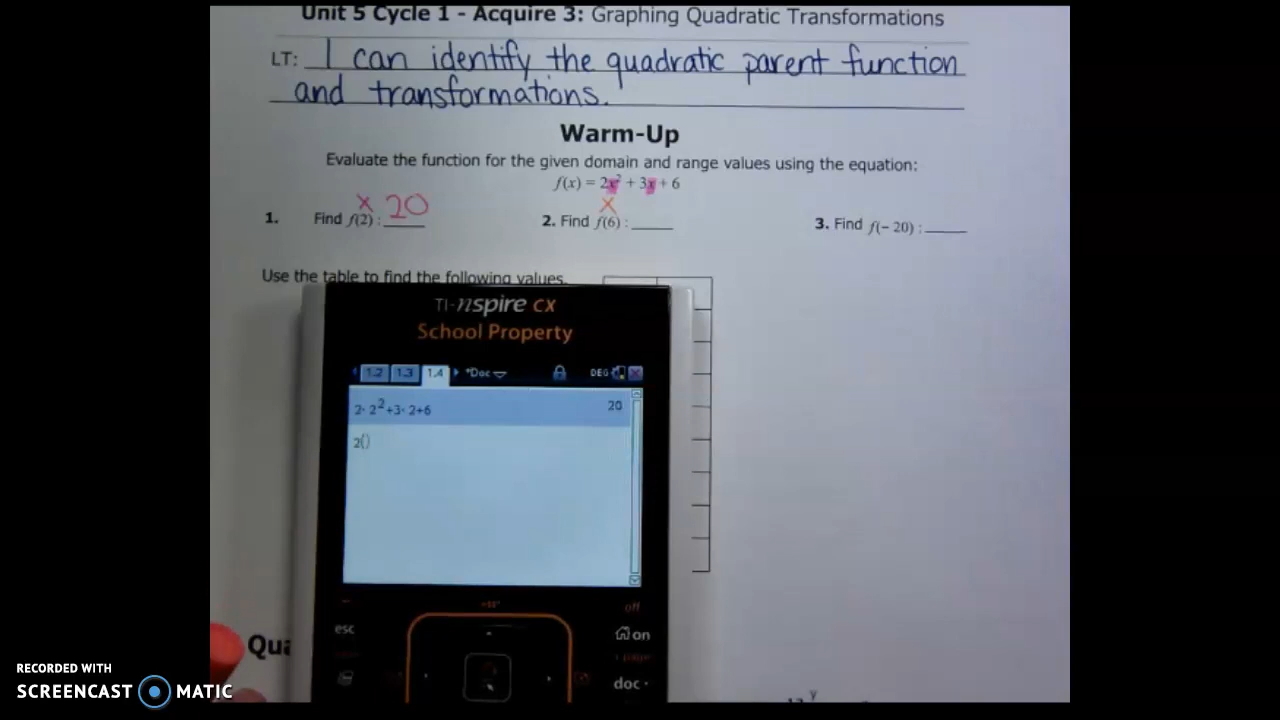 Unit 5 Cycle 1 - Acquire 3: Graphing Quadratic Transformations
LT: I can identify the quadratic parent function
and transformations.
Warm-Up
Evaluate the function for the given domain and range values using the equation:
f(x) = 2x² + 3x + 6
x
x
1. Find f(2) : 20
2. Find f(6) : ____
3. Find f(− 20) : ____
Use the table to find the following values.
TI-nspire CX
School Property
1.2 1.3 1.4 *Doc DEG
2· 2²+3· 2+6 20
2()
esc
off
on
doc
Qua
y
RECORDED WITH
SCREENCAST MATIC